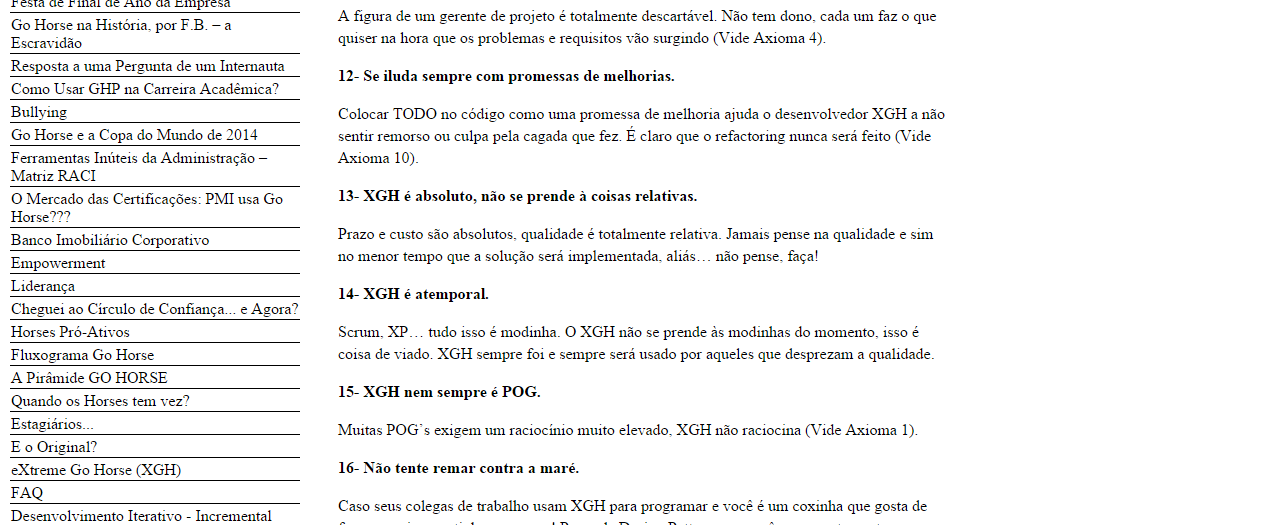 Festa de Final de Ano da Empresa
Go Horse na História, por F.B. – a
Escravidão
Resposta a uma Pergunta de um Internauta
Como Usar GHP na Carreira Acadêmica?
Bullying
Go Horse e a Copa do Mundo de 2014
Ferramentas Inúteis da Administração –
Matriz RACI
O Mercado das Certificações: PMI usa Go
Horse???
Banco Imobiliário Corporativo
Empowerment
Liderança
Cheguei ao Círculo de Confiança... e Agora?
Horses Pró-Ativos
Fluxograma Go Horse
A Pirâmide GO HORSE
Quando os Horses tem vez?
Estagiários...
E o Original?
eXtreme Go Horse (XGH)
FAQ
Desenvolvimento Iterativo - Incremental
A figura de um gerente de projeto é totalmente descartável. Não tem dono, cada um faz o que
quiser na hora que os problemas e requisitos vão surgindo (Vide Axioma 4).
12- Se iluda sempre com promessas de melhorias.
Colocar TODO no código como uma promessa de melhoria ajuda o desenvolvedor XGH a não
sentir remorso ou culpa pela cagada que fez. É claro que o refactoring nunca será feito (Vide
Axioma 10).
13- XGH é absoluto, não se prende à coisas relativas.
Prazo e custo são absolutos, qualidade é totalmente relativa. Jamais pense na qualidade e sim
no menor tempo que a solução será implementada, aliás… não pense, faça!
14- XGH é atemporal.
Scrum, XP… tudo isso é modinha. O XGH não se prende às modinhas do momento, isso é
coisa de viado. XGH sempre foi e sempre será usado por aqueles que desprezam a qualidade.
15- XGH nem sempre é POG.
Muitas POG’s exigem um raciocínio muito elevado, XGH não raciocina (Vide Axioma 1).
16- Não tente remar contra a maré.
Caso seus colegas de trabalho usam XGH para programar e você é um coxinha que gosta de